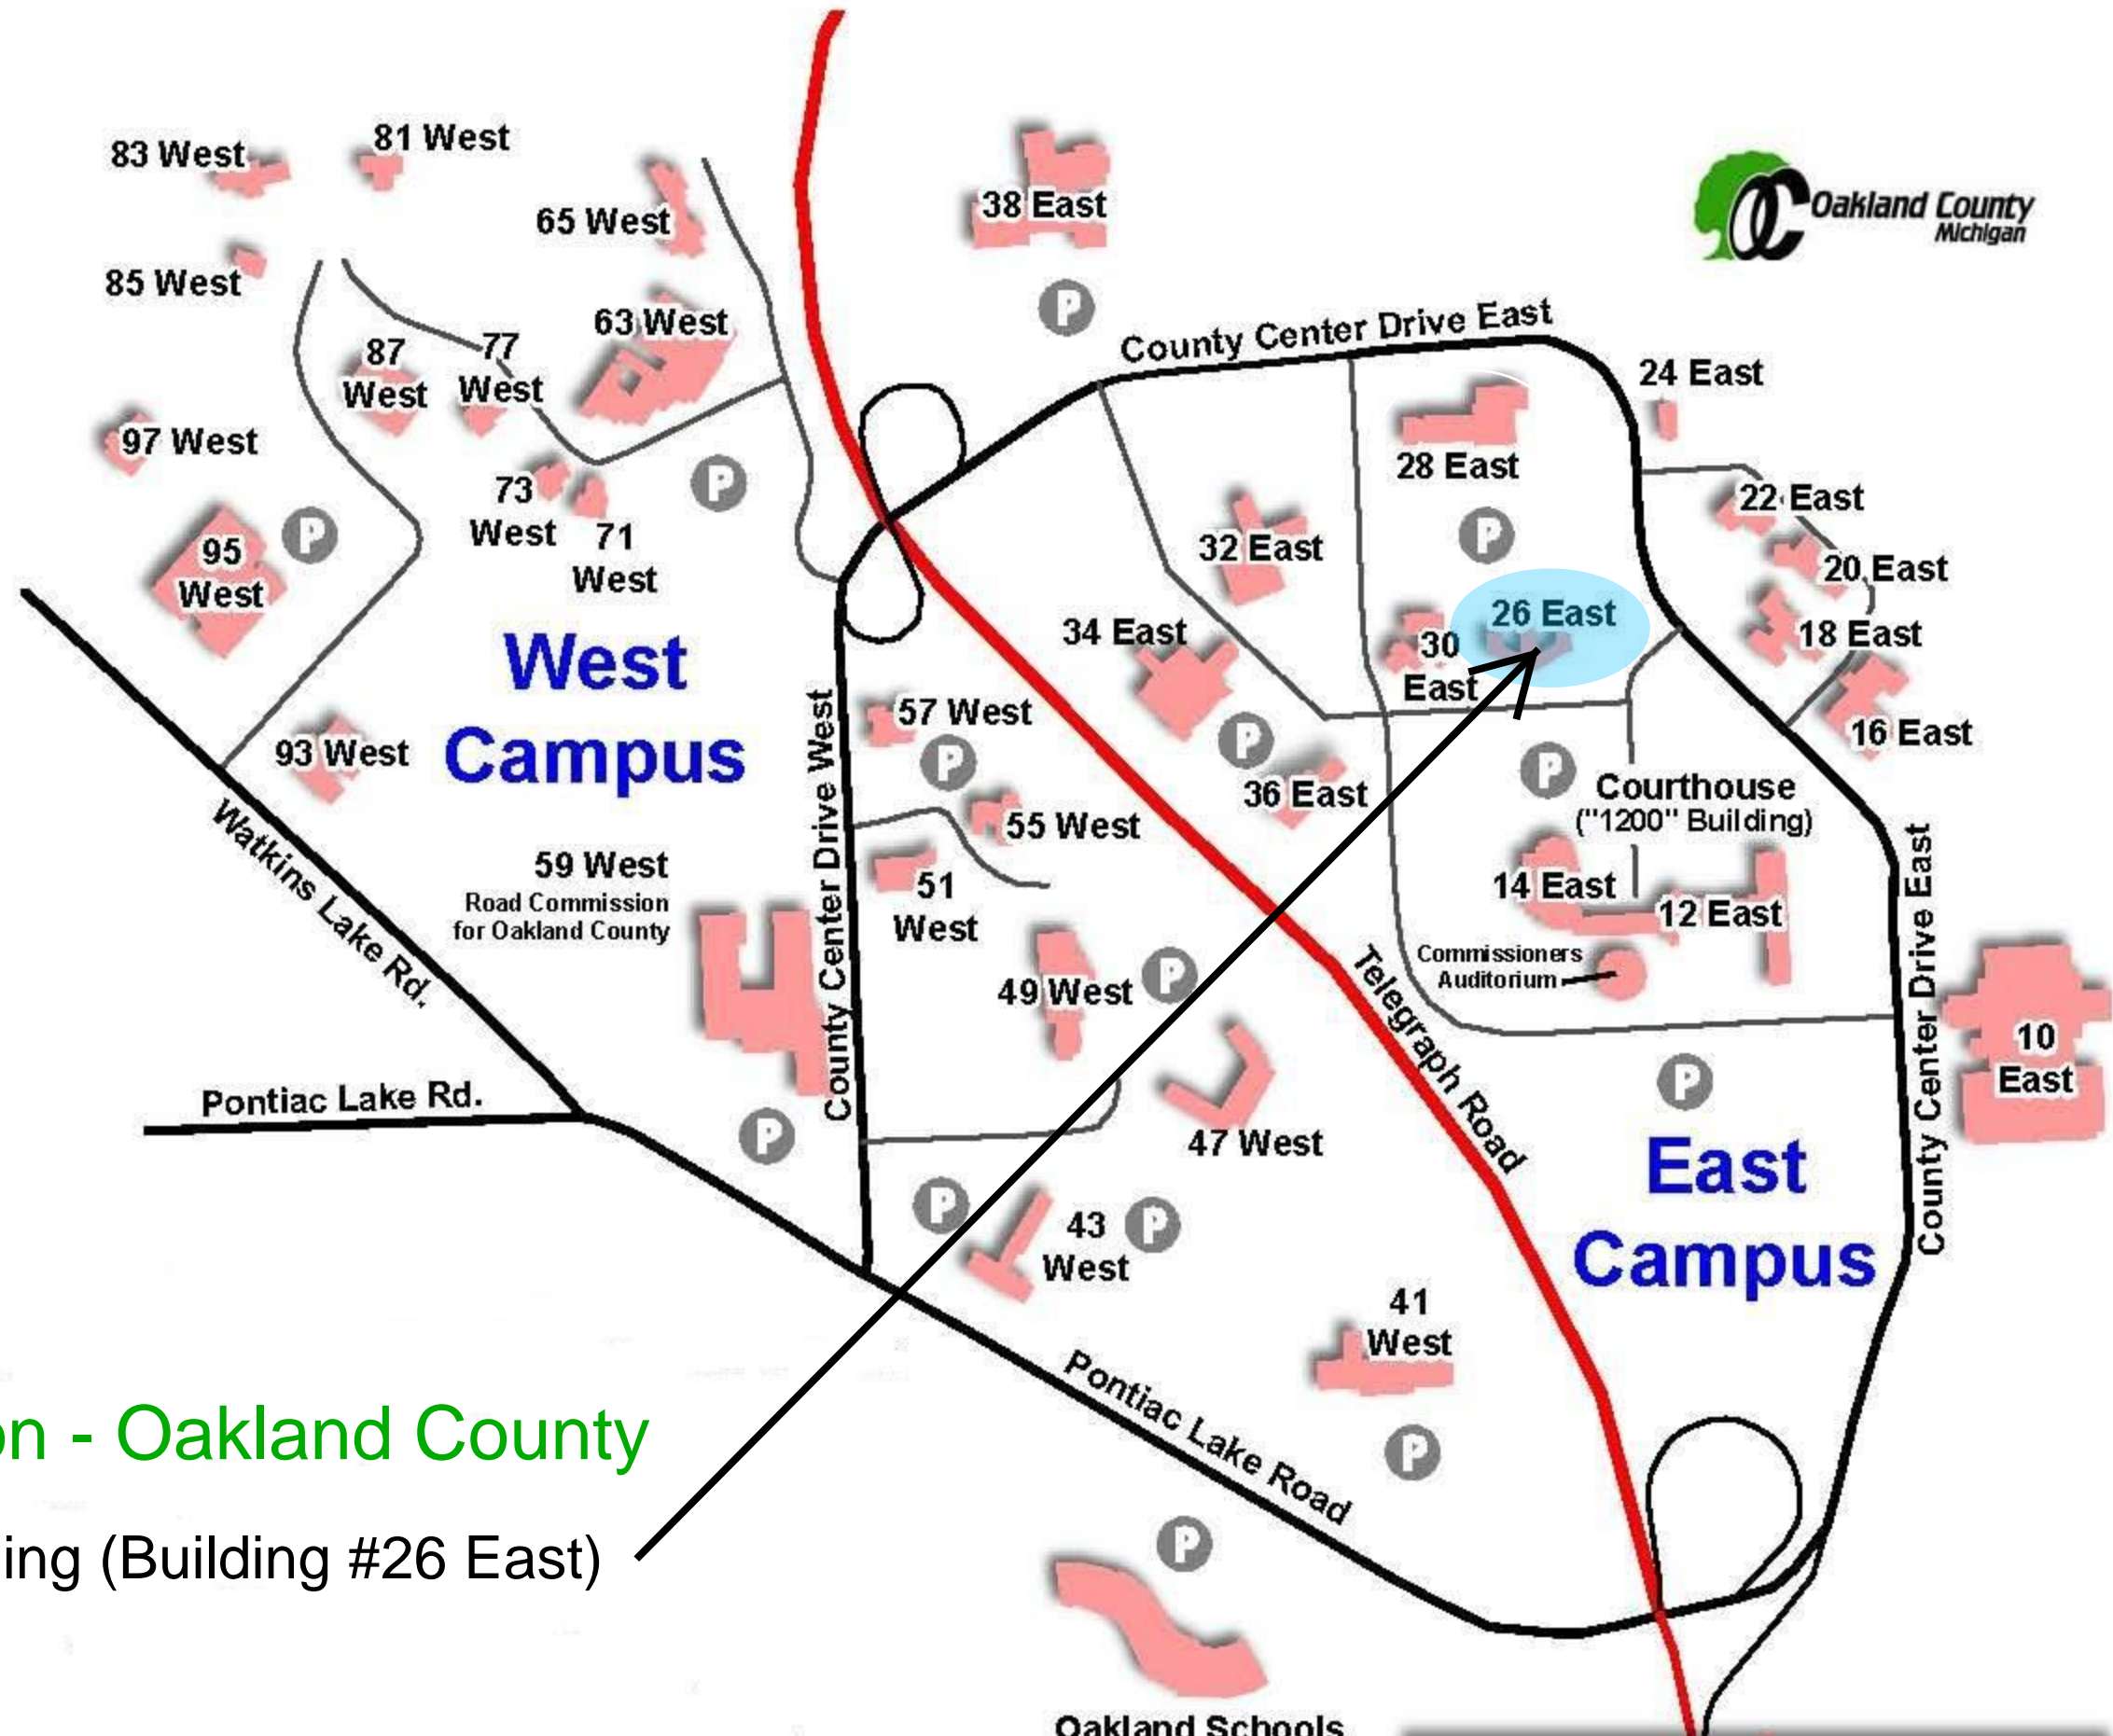 83 West
81 West
65 West
38 East
Oakland County
Michigan
85 West
63 West
County Center Drive East
87
West
77
West
24 East
97 West
28 East
73
West
71
West
22 East
95
West
32 East
20 East
26 East
34 East
30
East
18 East
West
Campus
57 West
16 East
93 West
36 East
Courthouse
("1200" Building)
Watkins Lake Rd.
County Center Drive West
55 West
59 West
Road Commission
for Oakland County
51
West
14 East
12 East
County Center Drive East
Commissioners
Auditorium
49 West
Telegraph Road
10
East
Pontiac Lake Rd.
47 West
East
Campus
43
West
41
West
Pontiac Lake Road
on - Oakland County
ing (Building #26 East)
Oakland Schools
P
P
P
P
P
P
P
P
P
P
P
P
P
P